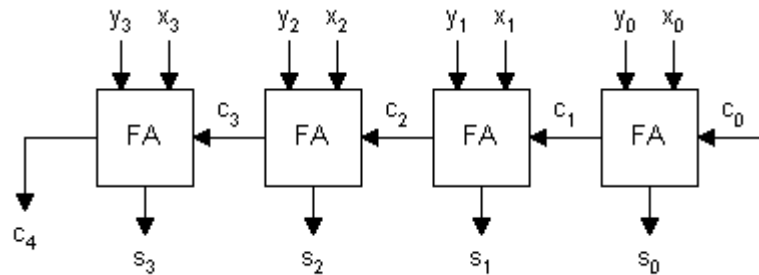 y3 x3 y2 x2 y1 x1 y0 x0
c3 c2 c1 c0
FA FA FA FA
c4 s3 s2 s1 s0